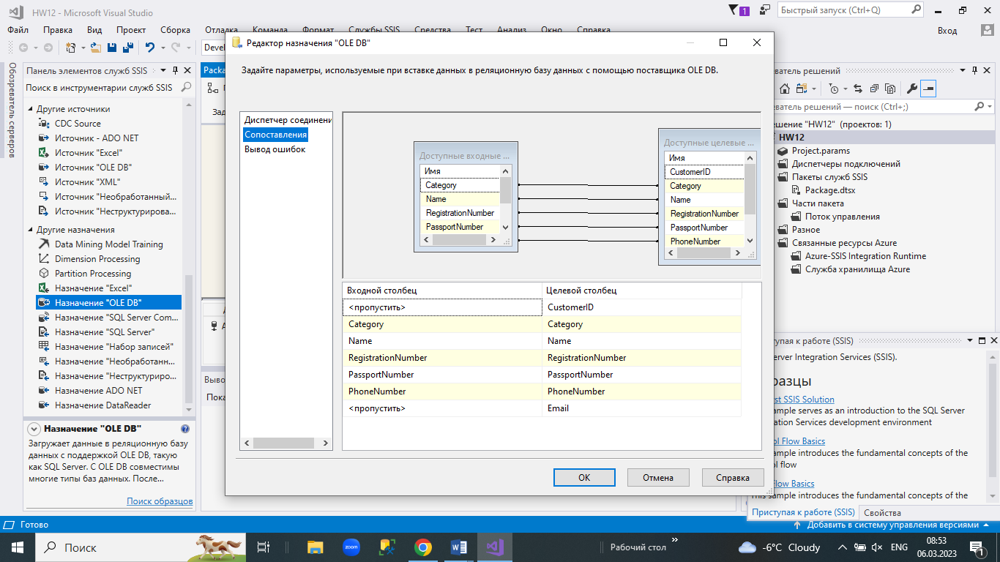 HW12 - Microsoft Visual Studio
1
Быстрый запуск (Ctrl+Q)
Файл Правка Вид Проект Сборка Отладка Команда Формат Службы SSIS Средства Тест Анализ Окно Справка
Вход
Devel
Обозреватель серверов
Панель элементов служб SSIS
Поиск в инструментарии служб SSIS
Другие источники
CDC Source
Источник - ADO NET
Источник "Excel"
Источник "OLE DB"
Источник "XML"
Источник "Необработанный...
Источник "Неструктурирова...
Другие назначения
Data Mining Model Training
Dimension Processing
Partition Processing
Назначение "Excel"
Назначение "OLE DB"
Назначение "SQL Server Com...
Назначение "SQL Server"
Назначение "Набор записей"
Назначение "Необработанн...
Назначение "Неструктуриро...
Назначение ADO NET
Назначение DataReader
Назначение "OLE DB"
Загружает данные в реляционную базу
данных с поддержкой OLE DB, такую
как SQL Server. С OLE DB совместимы
многие типы баз данных. После...
Поиск образцов
Packa
Зад
Выво
Пока
Редактор назначения "OLE DB"
Задайте параметры, используемые при вставке данных в реляционную базу данных с помощью поставщика OLE DB.
Диспетчер соединени
Сопоставления
Вывод ошибок
Доступные входные ...
Имя
Category
Name
RegistrationNumber
PassportNumber
Доступные целевые ...
Имя
CustomerID
Category
Name
RegistrationNumber
PassportNumber
PhoneNumber
Входной столбец Целевой столбец
<пропустить> CustomerID
Category Category
Name Name
RegistrationNumber RegistrationNumber
PassportNumber PassportNumber
PhoneNumber PhoneNumber
<пропустить> Email
ОК Отмена Справка
ватель решений
ватель решений — поиск (Ctrl+;)
ешение "HW12" (проектов: 1)
HW12
Project.params
Диспетчеры подключений
Пакеты служб SSIS
Package.dtsx
Части пакета
Поток управления
Разное
Связанные ресурсы Azure
Azure-SSIS Integration Runtime
Служба хранилища Azure
тупая к работе (SSIS)
erver Integration Services (SSIS).
разцы
st SSIS Solution
ample serves as an introduction to the SQL Server
ation Services development environment
ol Flow Basics
ample introduces the fundamental concepts of the
ol flow
Flow Basics
This sample introduces the fundamental concepts of the
Приступая к работе (SSIS) Свойства
Готово
Добавить в систему управления версиями
Поиск
zoom
Рабочий стол
-6°C Cloudy
ENG
08:53
06.03.2023
1